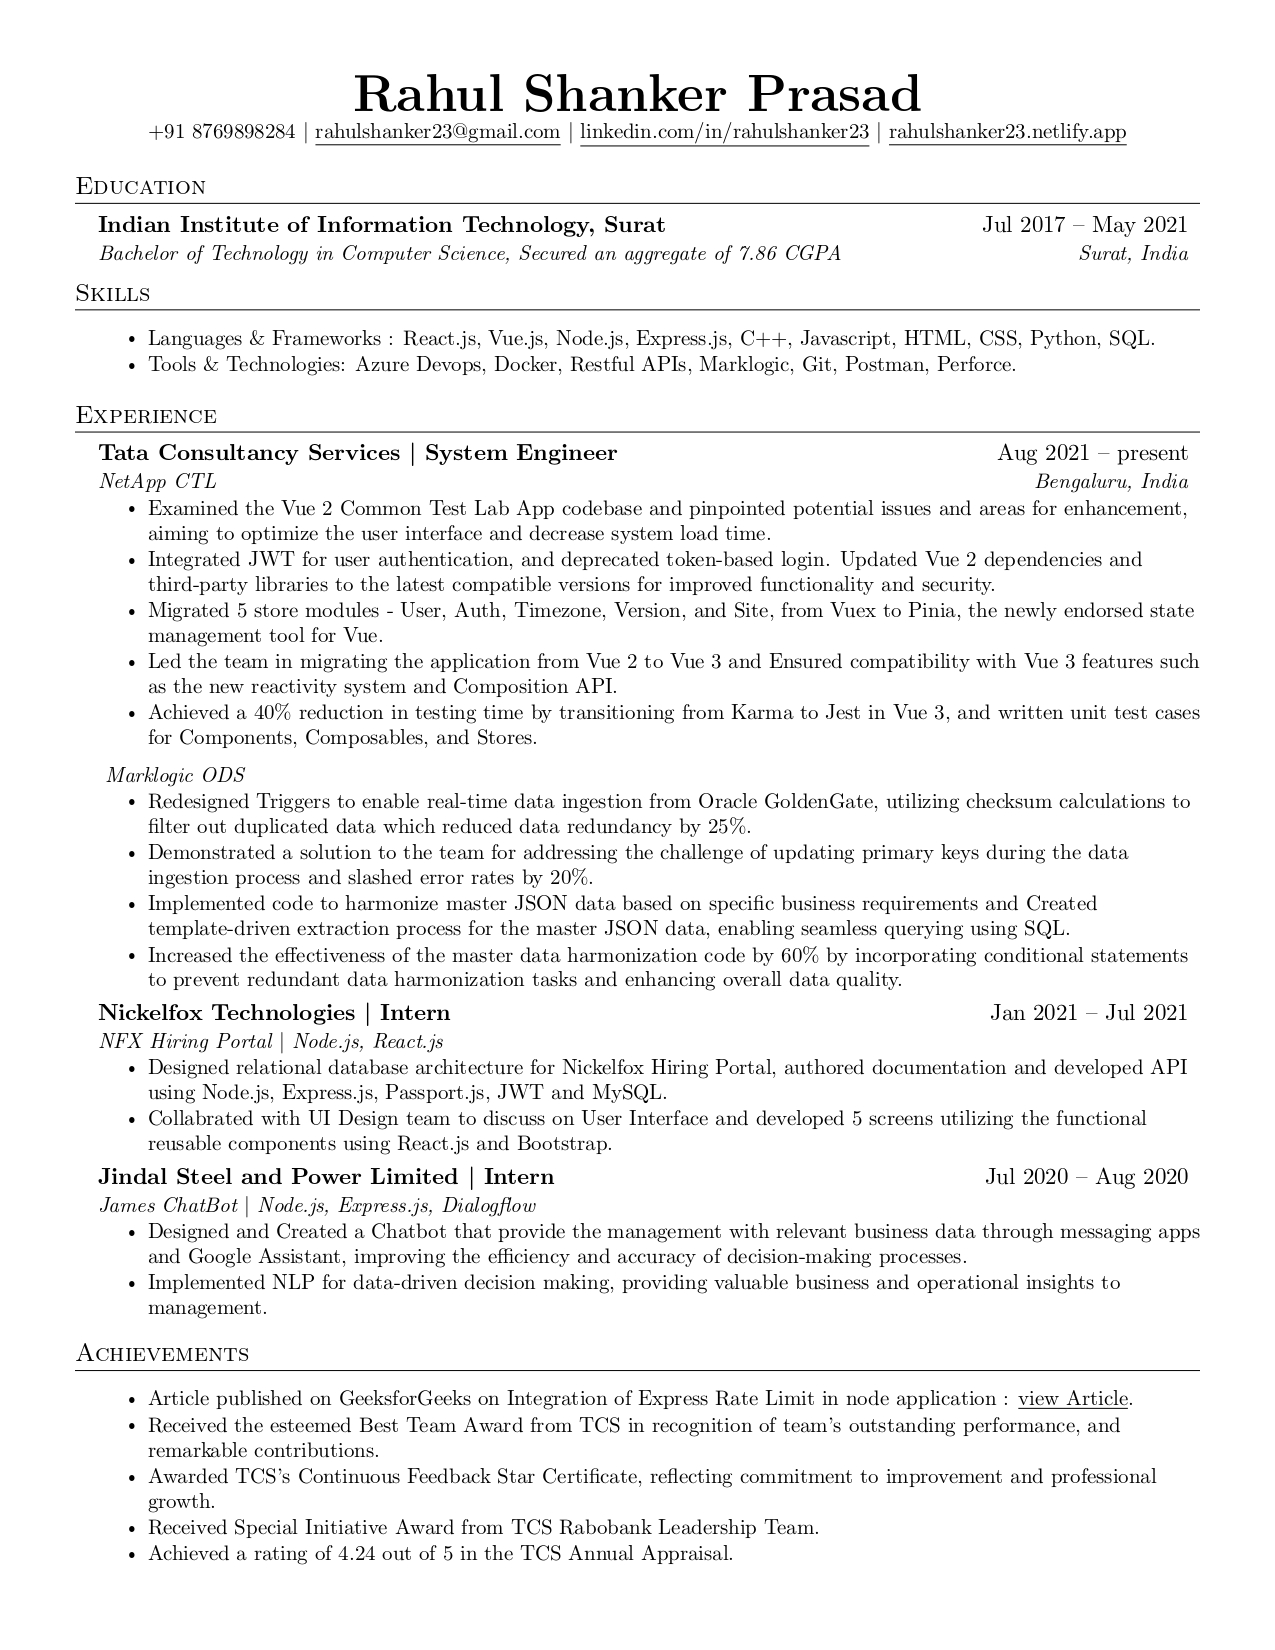 Rahul Shanker Prasad
+91 8769898284 | rahulshanker23@gmail.com | linkedin.com/in/rahulshanker23 | rahulshanker23.netlify.app
Education
Indian Institute of Information Technology, Surat Jul 2017 – May 2021
Bachelor of Technology in Computer Science, Secured an aggregate of 7.86 CGPA Surat, India
Skills
• Languages & Frameworks : React.js, Vue.js, Node.js, Express.js, C++, Javascript, HTML, CSS, Python, SQL.
• Tools & Technologies: Azure Devops, Docker, Restful APIs, Marklogic, Git, Postman, Perforce.
Experience
Tata Consultancy Services | System Engineer Aug 2021 – present
NetApp CTL Bengaluru, India
• Examined the Vue 2 Common Test Lab App codebase and pinpointed potential issues and areas for enhancement,
aiming to optimize the user interface and decrease system load time.
• Integrated JWT for user authentication, and deprecated token-based login. Updated Vue 2 dependencies and
third-party libraries to the latest compatible versions for improved functionality and security.
• Migrated 5 store modules - User, Auth, Timezone, Version, and Site, from Vuex to Pinia, the newly endorsed state
management tool for Vue.
• Led the team in migrating the application from Vue 2 to Vue 3 and Ensured compatibility with Vue 3 features such
as the new reactivity system and Composition API.
• Achieved a 40% reduction in testing time by transitioning from Karma to Jest in Vue 3, and written unit test cases
for Components, Composables, and Stores.
Marklogic ODS
• Redesigned Triggers to enable real-time data ingestion from Oracle GoldenGate, utilizing checksum calculations to
filter out duplicated data which reduced data redundancy by 25%.
• Demonstrated a solution to the team for addressing the challenge of updating primary keys during the data
ingestion process and slashed error rates by 20%.
• Implemented code to harmonize master JSON data based on specific business requirements and Created
template-driven extraction process for the master JSON data, enabling seamless querying using SQL.
• Increased the effectiveness of the master data harmonization code by 60% by incorporating conditional statements
to prevent redundant data harmonization tasks and enhancing overall data quality.
Nickelfox Technologies | Intern Jan 2021 – Jul 2021
NFX Hiring Portal | Node.js, React.js
• Designed relational database architecture for Nickelfox Hiring Portal, authored documentation and developed API
using Node.js, Express.js, Passport.js, JWT and MySQL.
• Collabrated with UI Design team to discuss on User Interface and developed 5 screens utilizing the functional
reusable components using React.js and Bootstrap.
Jindal Steel and Power Limited | Intern Jul 2020 – Aug 2020
James ChatBot | Node.js, Express.js, Dialogflow
• Designed and Created a Chatbot that provide the management with relevant business data through messaging apps
and Google Assistant, improving the efficiency and accuracy of decision-making processes.
• Implemented NLP for data-driven decision making, providing valuable business and operational insights to
management.
Achievements
• Article published on GeeksforGeeks on Integration of Express Rate Limit in node application : view Article.
• Received the esteemed Best Team Award from TCS in recognition of team's outstanding performance, and
remarkable contributions.
• Awarded TCS's Continuous Feedback Star Certificate, reflecting commitment to improvement and professional
growth.
• Received Special Initiative Award from TCS Rabobank Leadership Team.
• Achieved a rating of 4.24 out of 5 in the TCS Annual Appraisal.